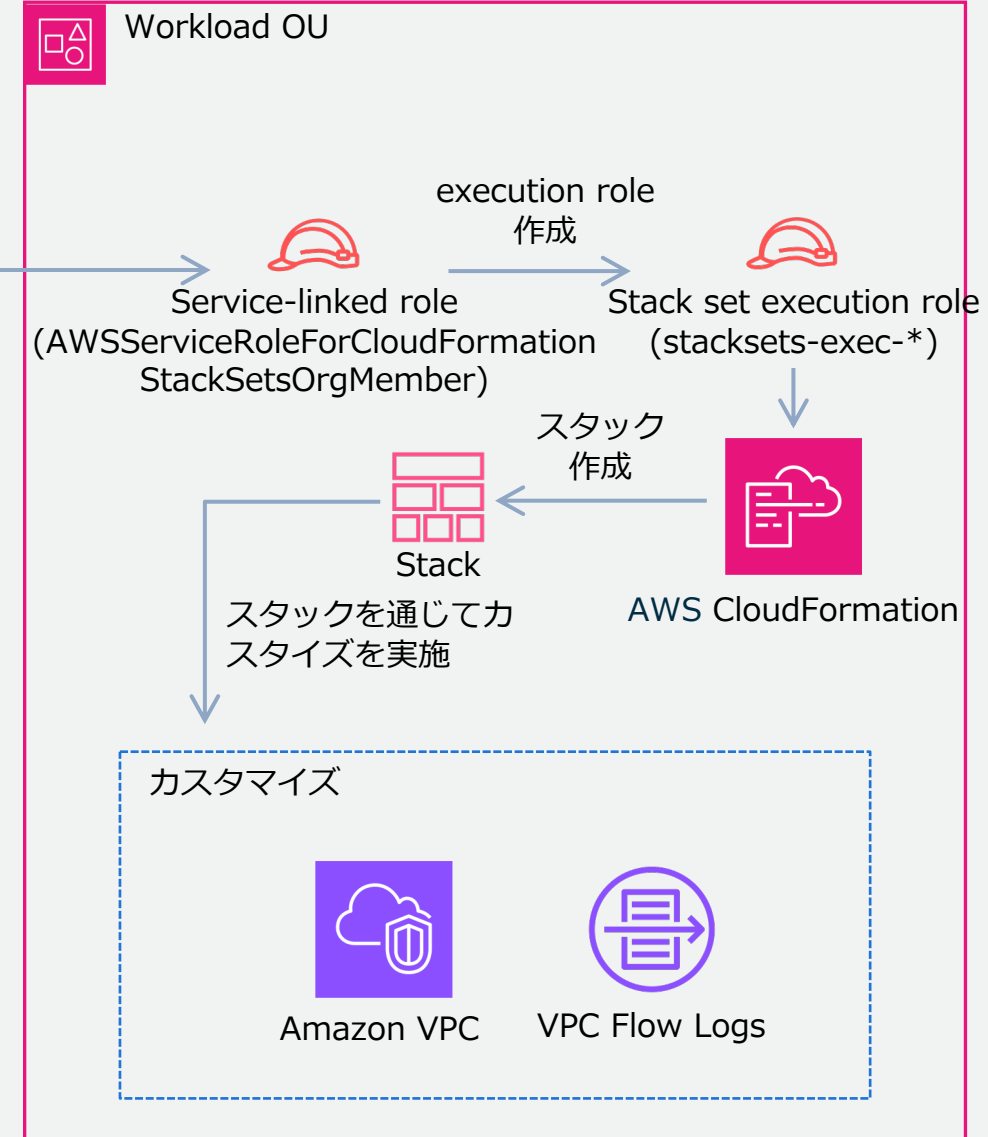 Workload OU
execution role
作成
Service-linked role
(AWSServiceRoleForCloudFormation
StackSetsOrgMember)
Stack set execution role
(stacksets-exec-*)
スタック
作成
Stack
AWS CloudFormation
スタックを通じてカ
スタイズを実施
カスタマイズ
Amazon VPC
VPC Flow Logs